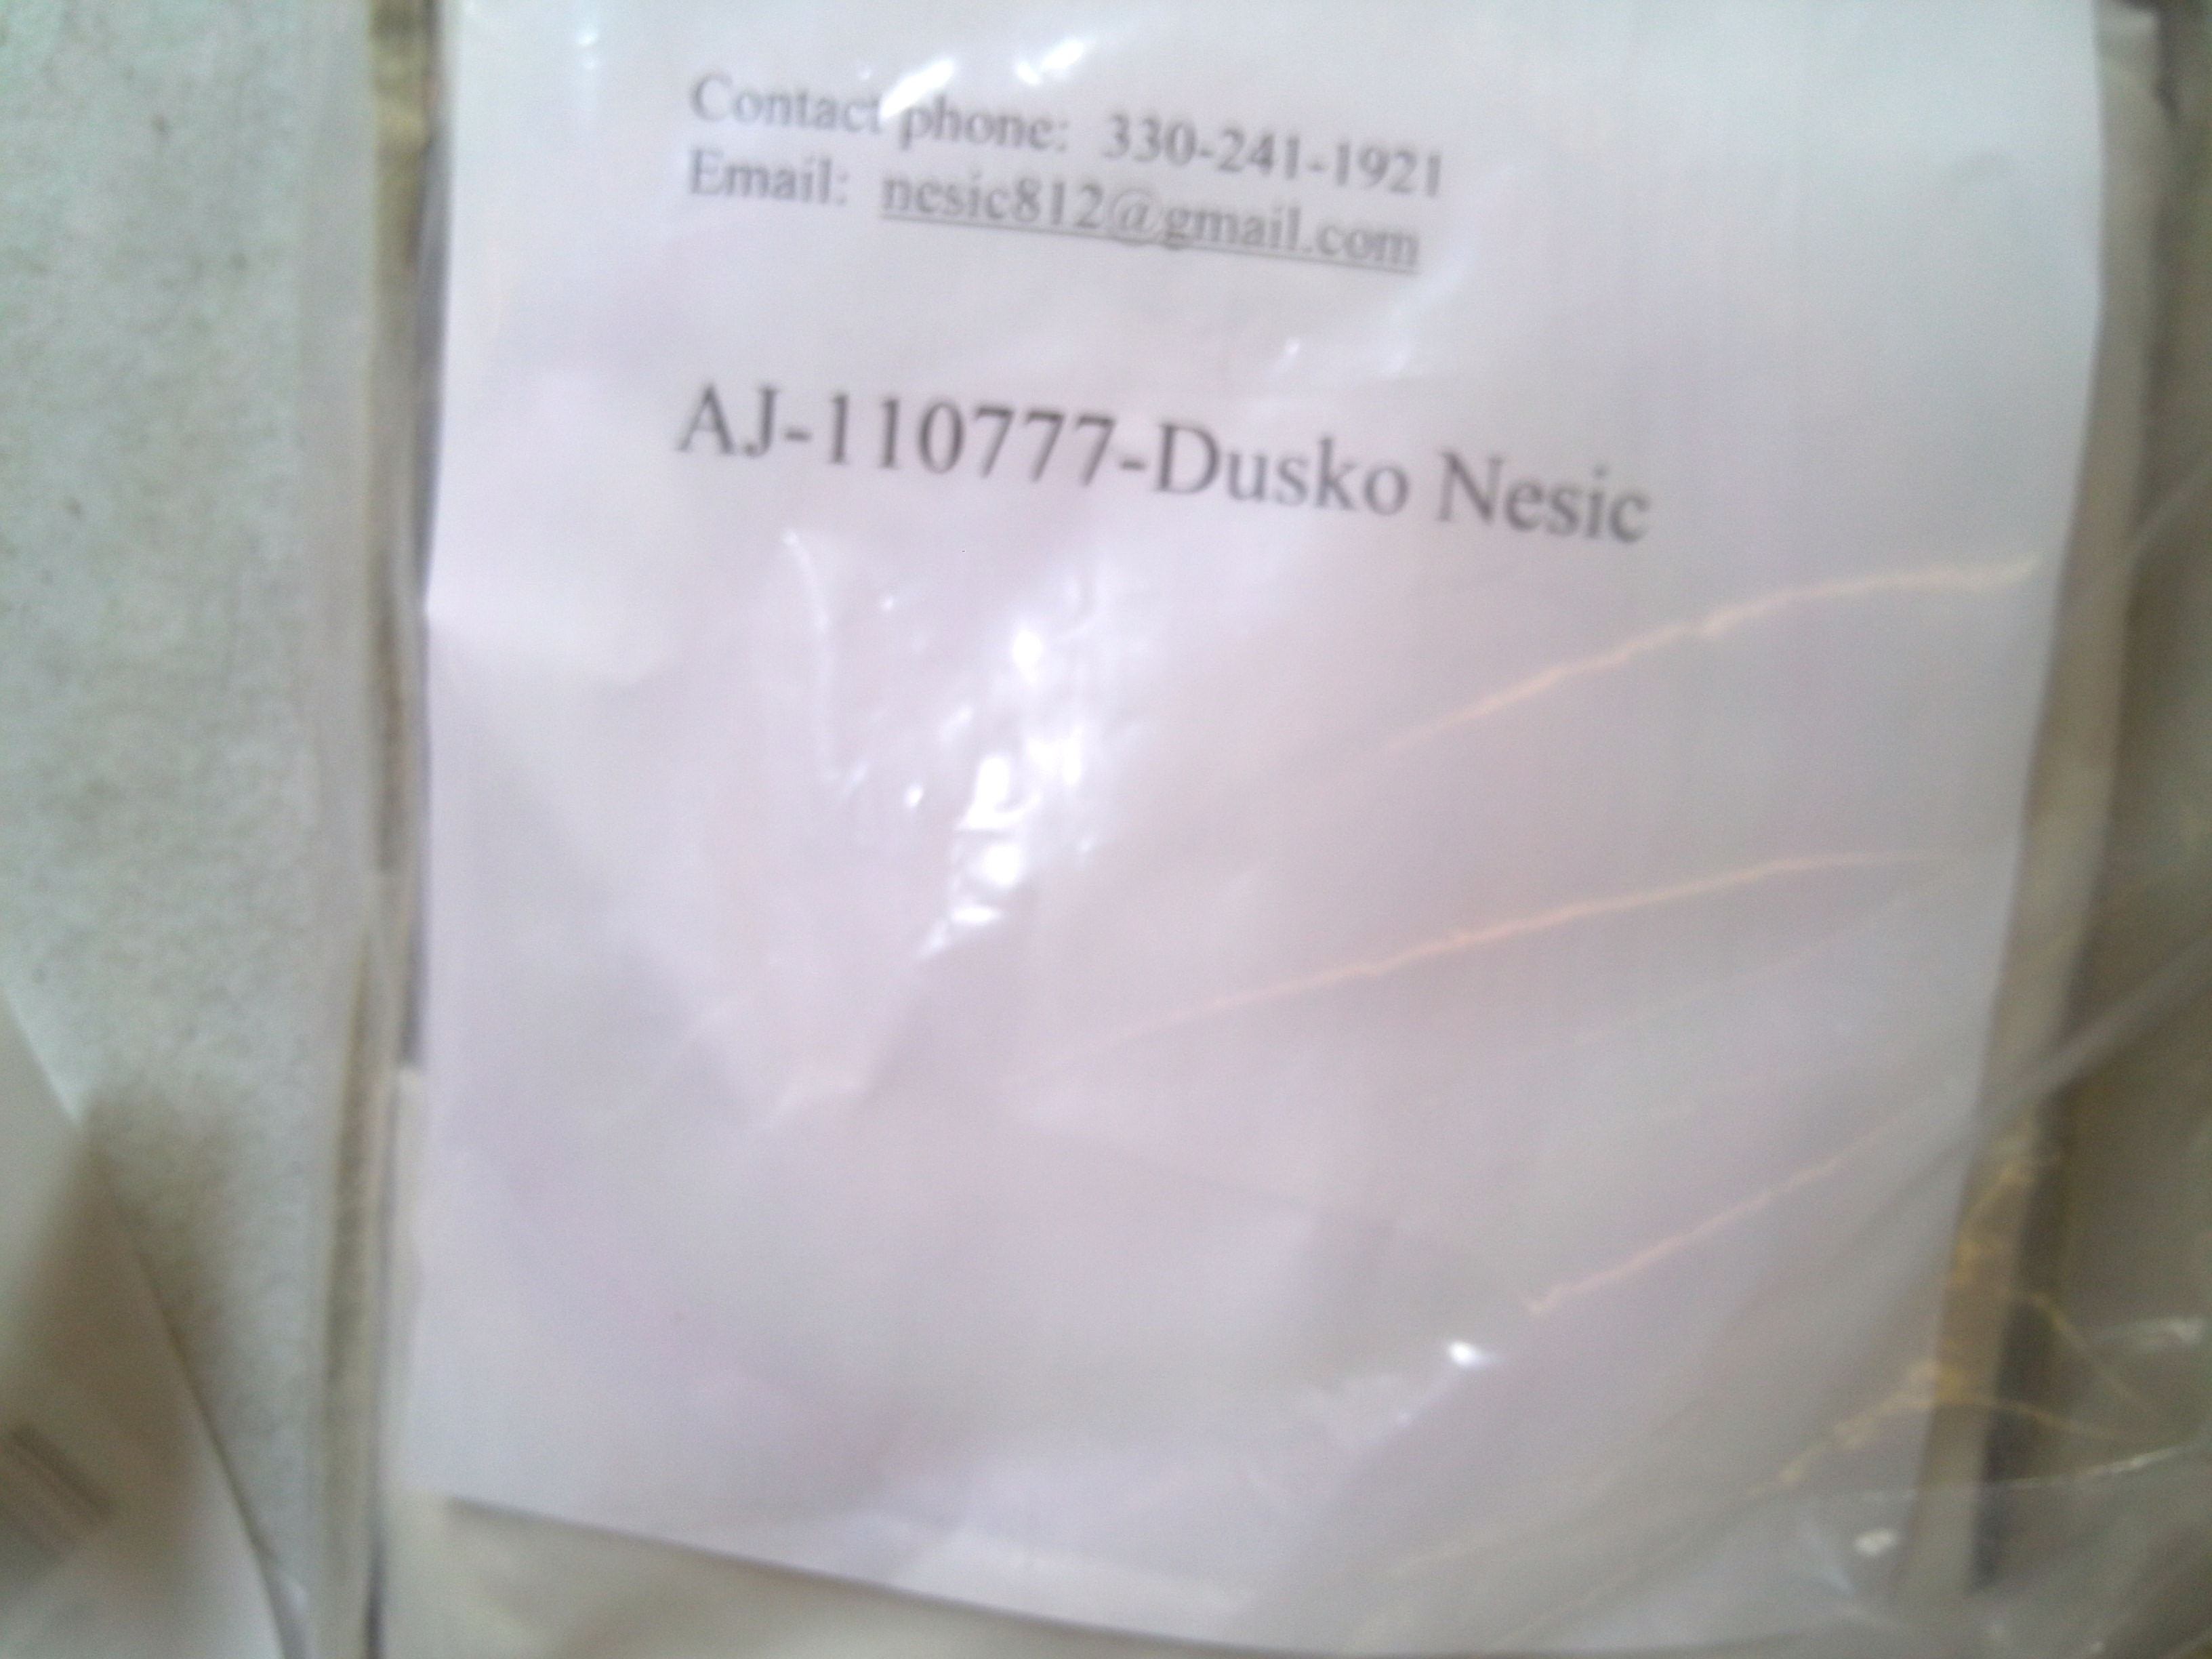 Contact phone: 330-241-1921
Email: nesic812@gmail.com
AJ-110777-Dusko Nesic